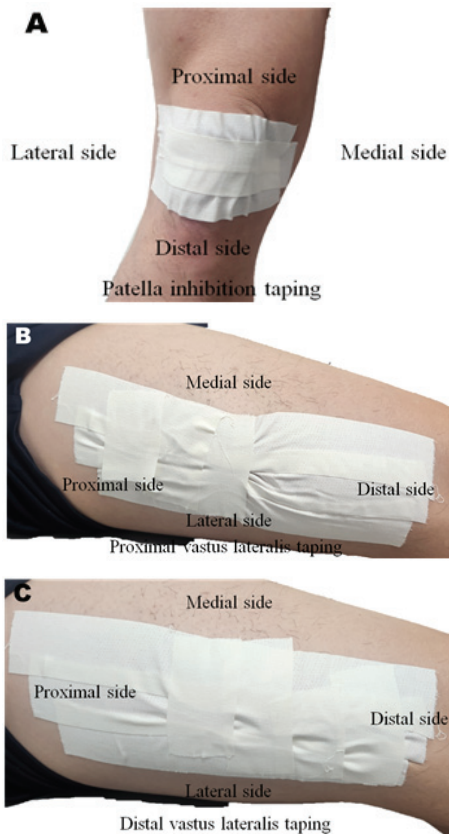 A
Proximal side
Lateral side Medial side
Distal side
Patella inhibition taping
B
Medial side
Proximal side Distal side
Lateral side
Proximal vastus lateralis taping
C
Medial side
Proximal side
Distal side
Lateral side
Distal vastus lateralis taping